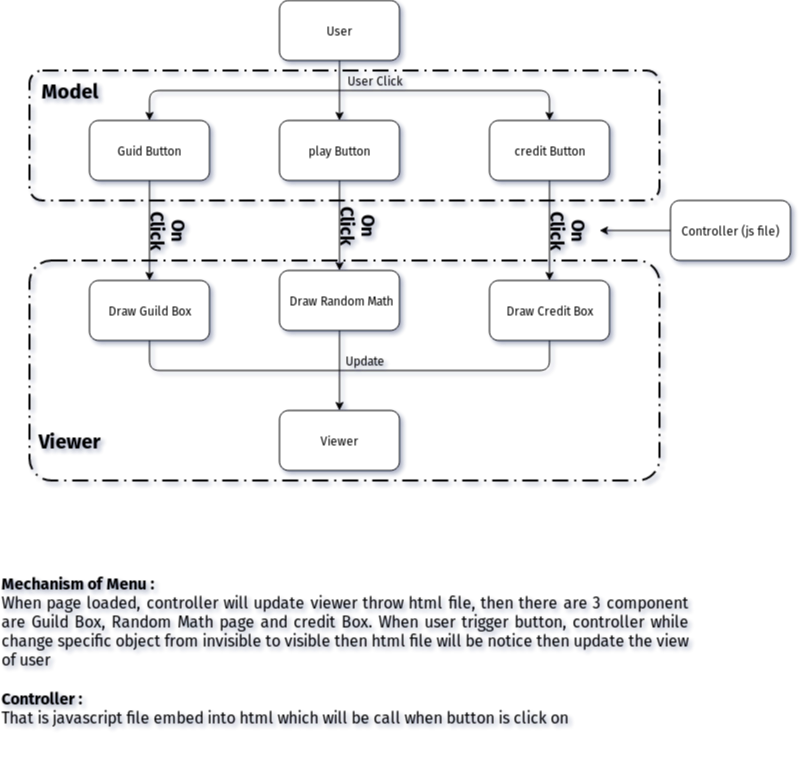 User
User Click
Model
Guid Button
play Button
credit Button
On
Click
On
Click
On
Click
Controller (js file)
Draw Guild Box
Draw Random Math
Draw Credit Box
Update
Viewer
Viewer
Mechanism of Menu :
When page loaded, controller will update viewer throw html file, then there are 3 component
are Guild Box, Random Math page and credit Box. When user trigger button, controller while
change specific object from invisible to visible then html file will be notice then update the view
of user
Controller :
That is javascript file embed into html which will be call when button is click on